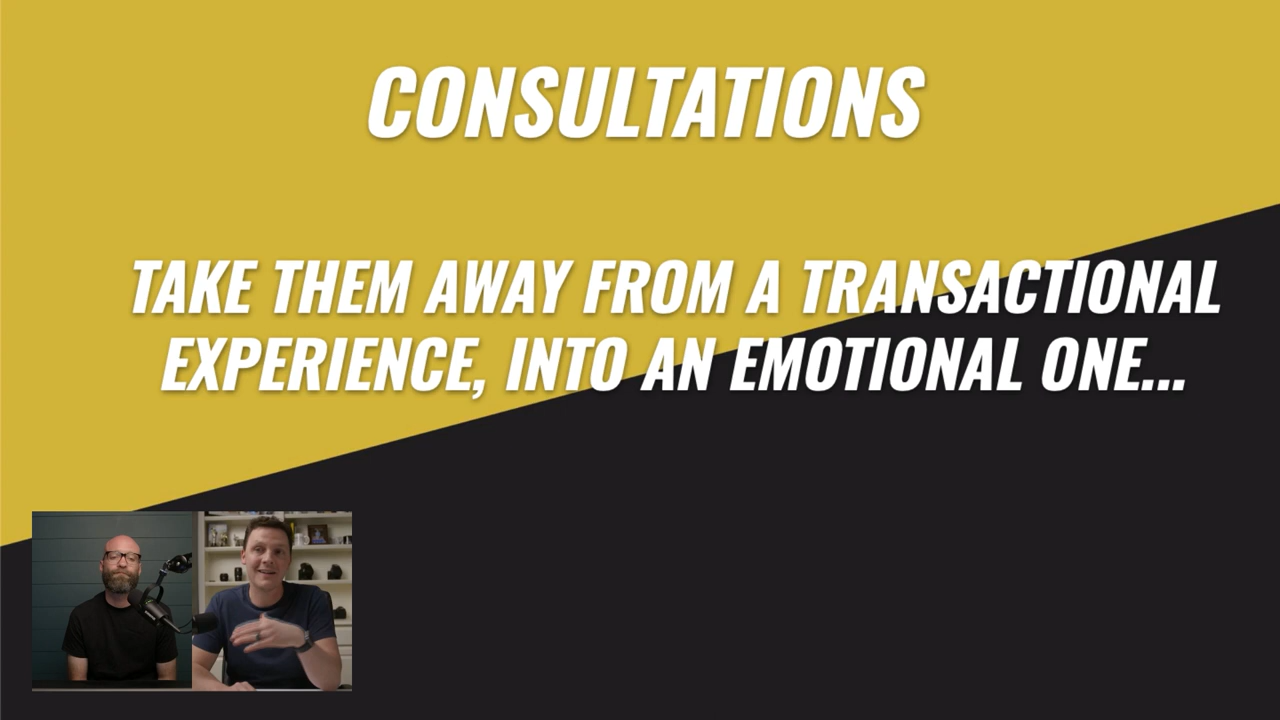 CONSULTATIONS
TAKE THEM AWAY FROM A TRANSACTIONAL
EXPERIENCE, INTO AN EMOTIONAL ONE...